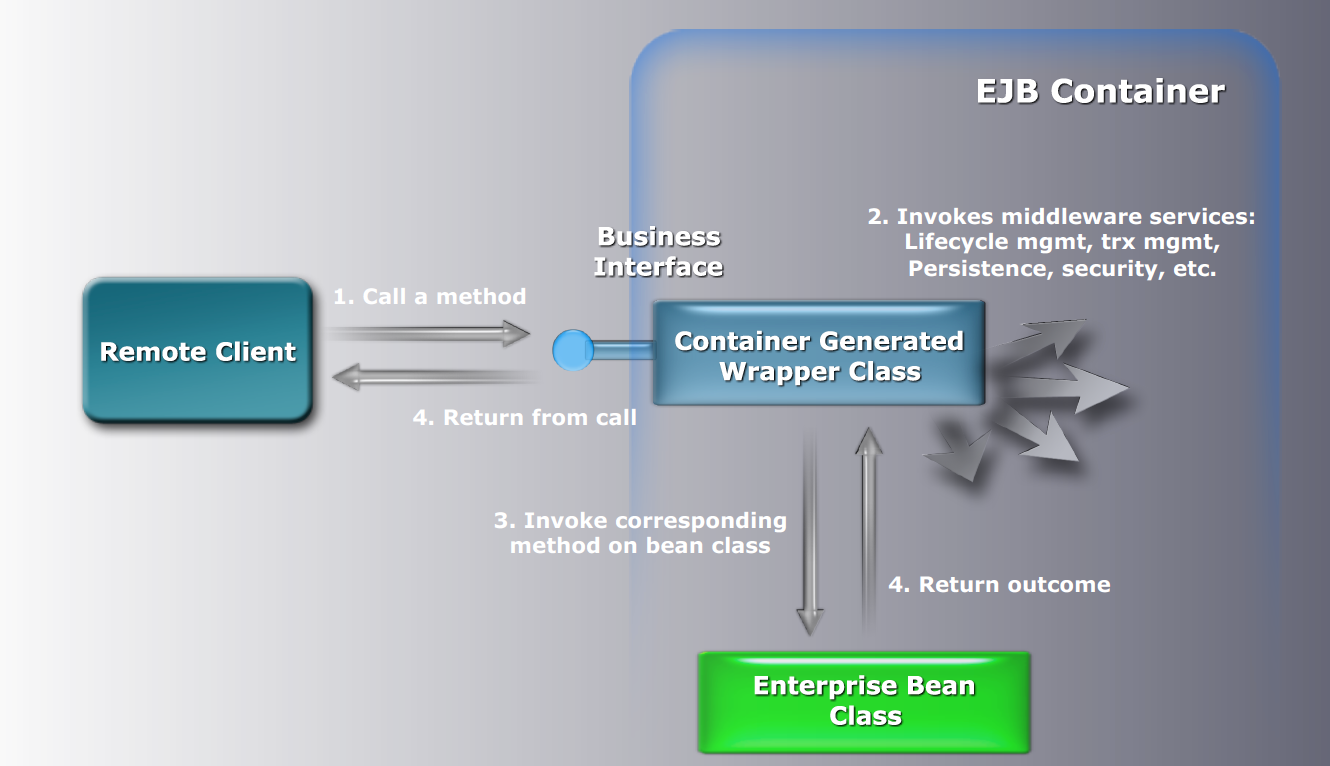 EJB Container
2. Invokes middleware services:
Lifecycle mgmt, trx mgmt,
Persistence, security, etc.
Business
Interface
1. Call a method
Remote Client
Container Generated
Wrapper Class
4. Return from call
3. Invoke corresponding
method on bean class
4. Return outcome
Enterprise Bean
Class